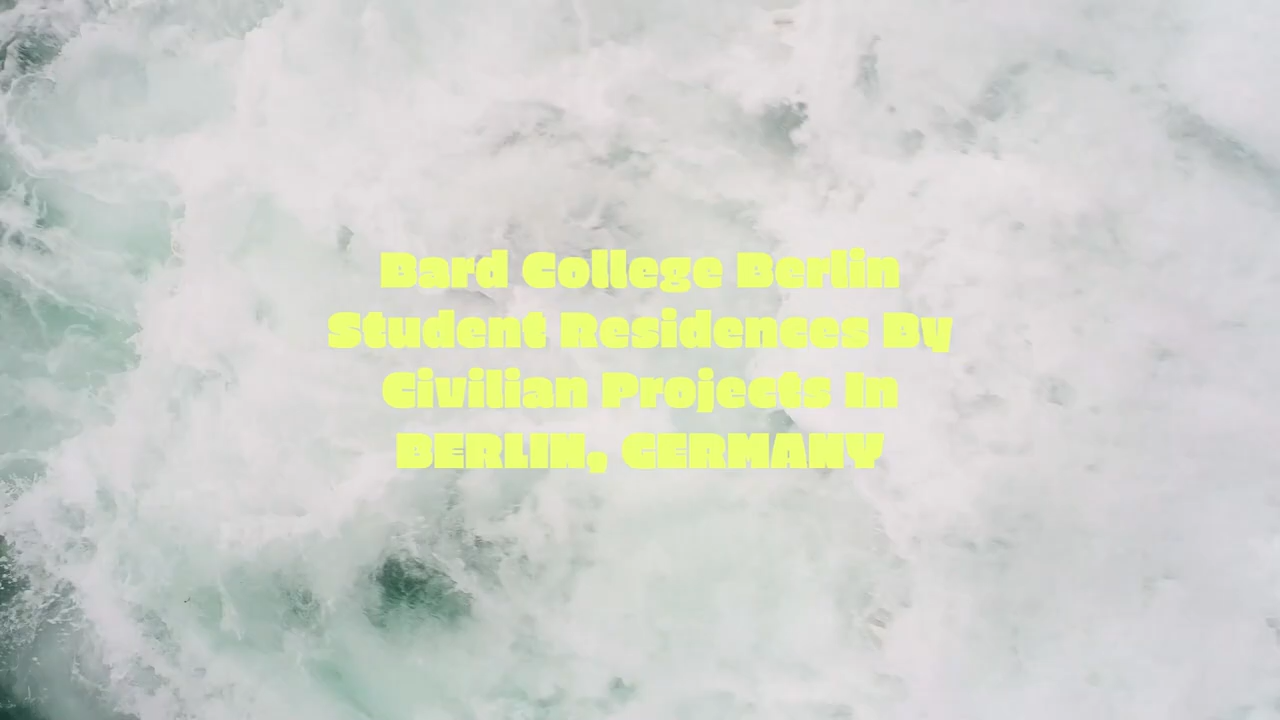 Bard College Berlin
Student Residences By
Civilian Projects In
BERLIN, GERMANY